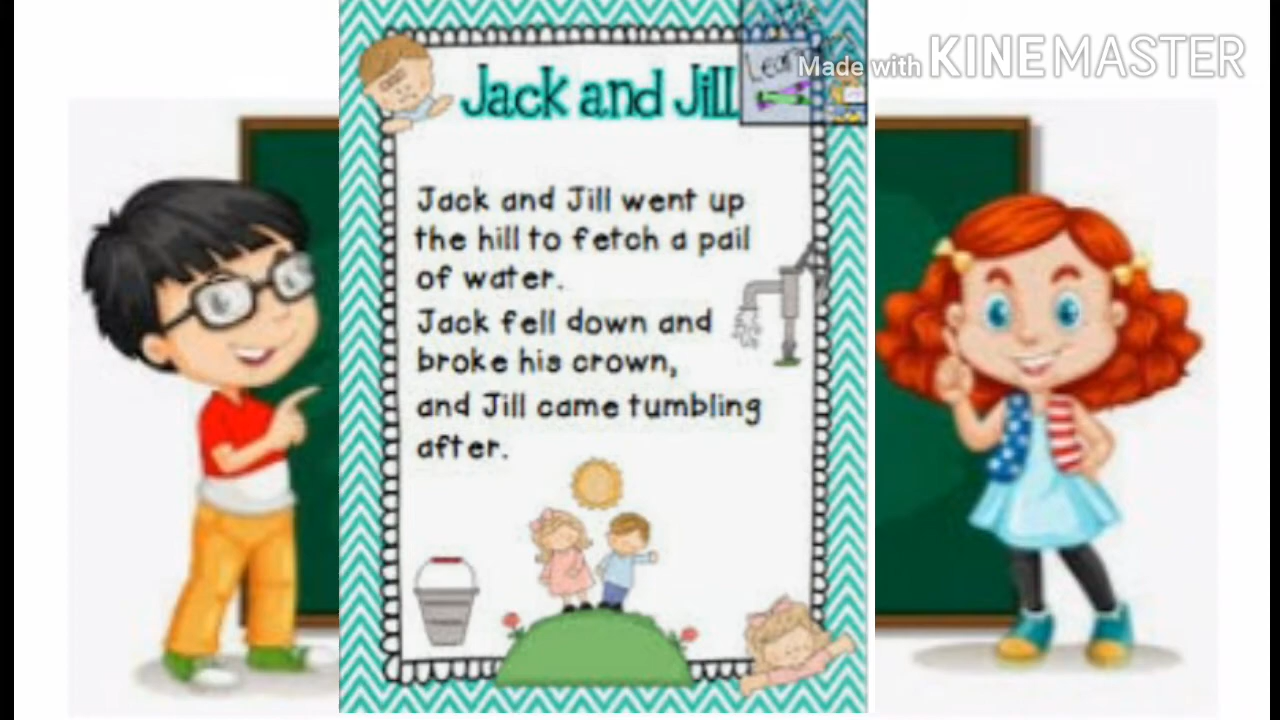 Made with KINEMASTER
Jack and Jill
Learn
Jack and Jill went up
the hill to fetch a pail
of water.
Jack fell down and
broke his crown,
and Jill came tumbling
after.